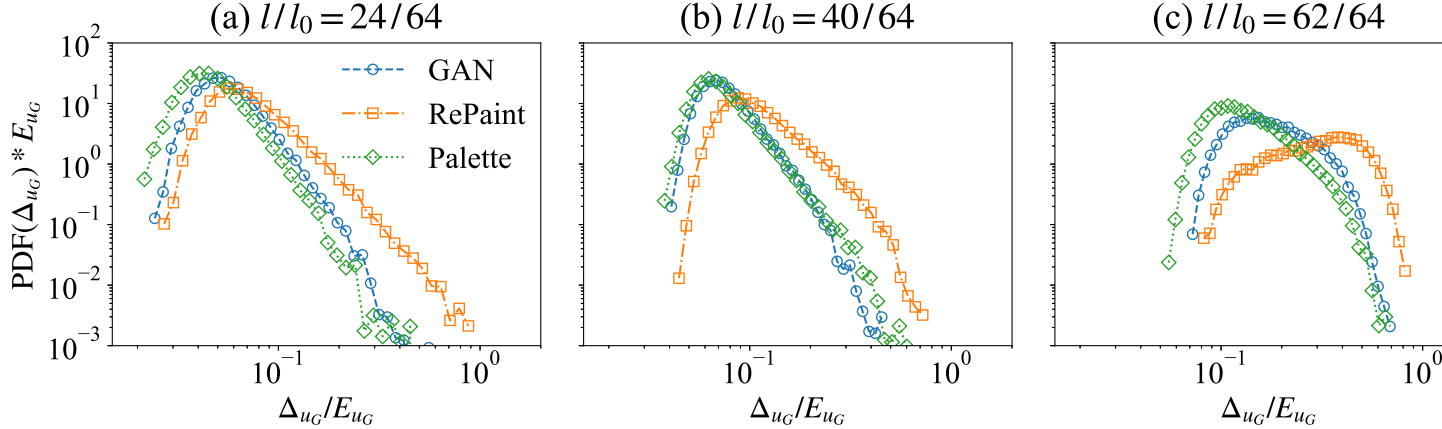 (a) l/l₀ = 24/64
(b) l/l₀ = 40/64
(c) l/l₀ = 62/64
PDF(Δ_{u_G}) * E_{u_G}
10²
10¹
10⁰
10⁻¹
10⁻²
10⁻³
GAN
RePaint
Palette
10⁻¹ 10⁰
10⁻¹ 10⁰
10⁻¹ 10⁰
Δ_{u_G}/E_{u_G}
Δ_{u_G}/E_{u_G}
Δ_{u_G}/E_{u_G}